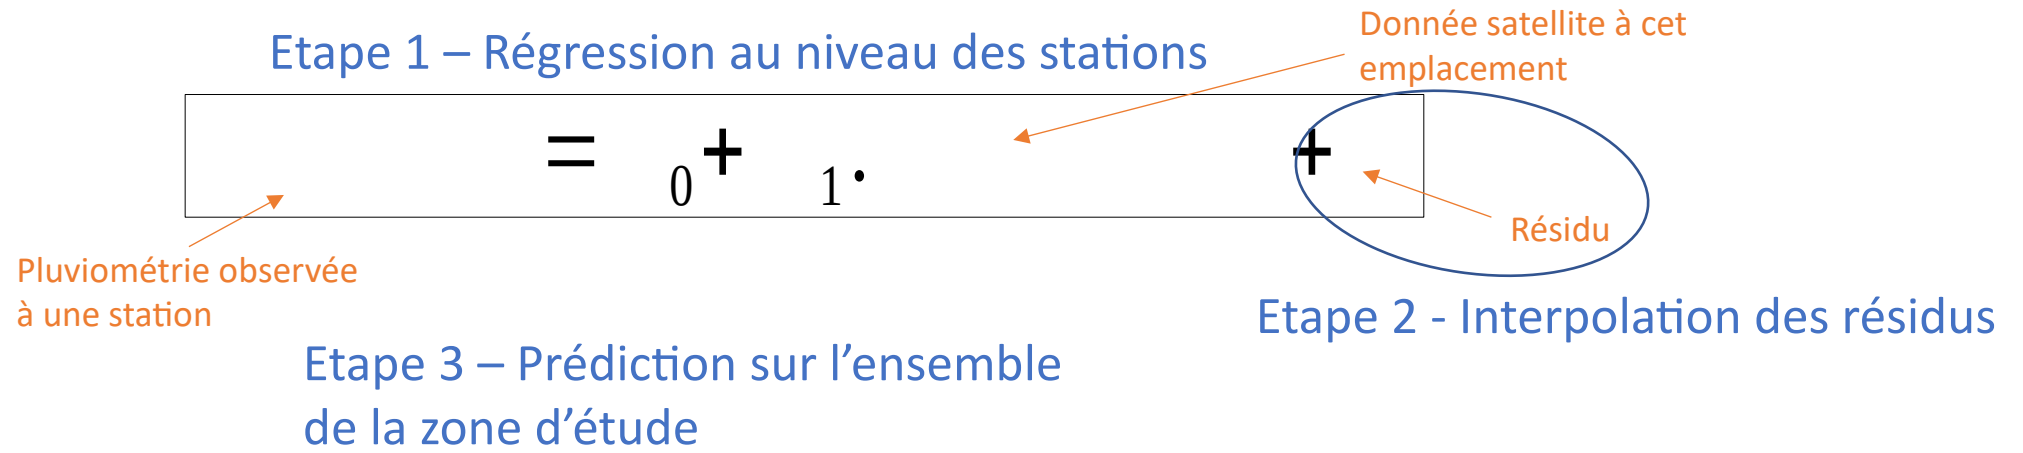 Etape 1 – Régression au niveau des stations
Donnée satellite à cet
emplacement
= 0+ 1. +
Résidu
Pluviométrie observée
à une station
Etape 2 - Interpolation des résidus
Etape 3 – Prédiction sur l’ensemble
de la zone d’étude